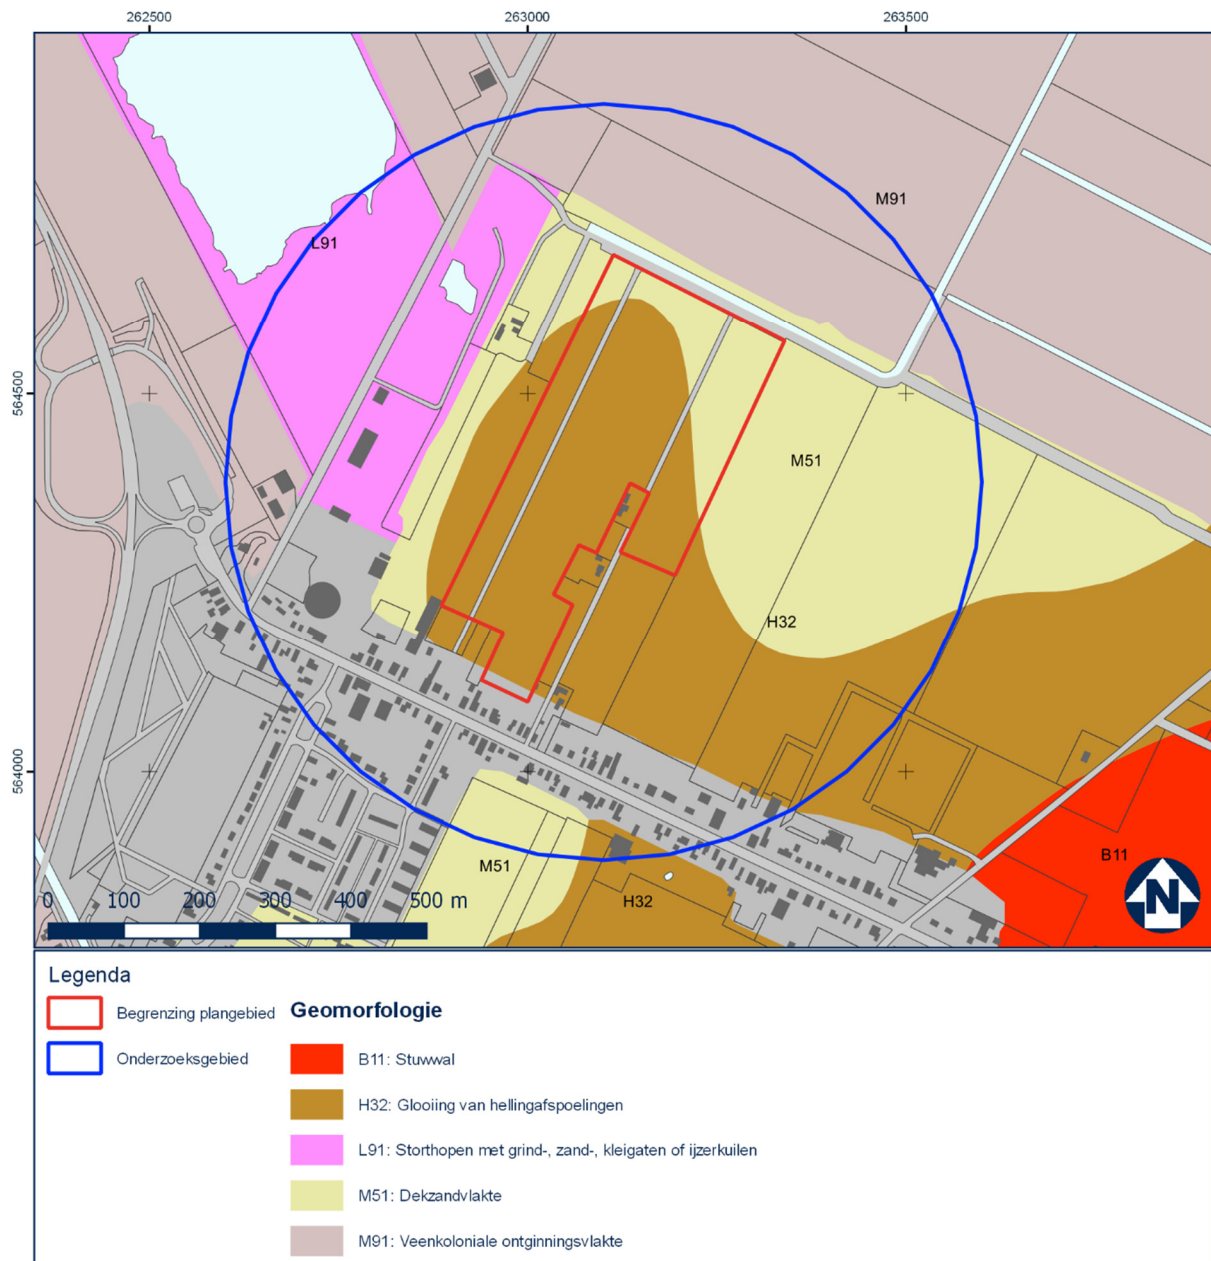 262500 263000 263500
M91
L91
564500
M51
H32
564000
B11
M51
H32
0 100 200 300 400 500 m
N
Legenda
Begrenzing plangebied
Onderzoeksgebied
Geomorfologie
B11: Stuwwal
H32: Glooiing van hellingafspoelingen
L91: Storthopen met grind-, zand-, kleigaten of ijzerkuilen
M51: Dekzandvlakte
M91: Veenkoloniale ontginningsvlakte